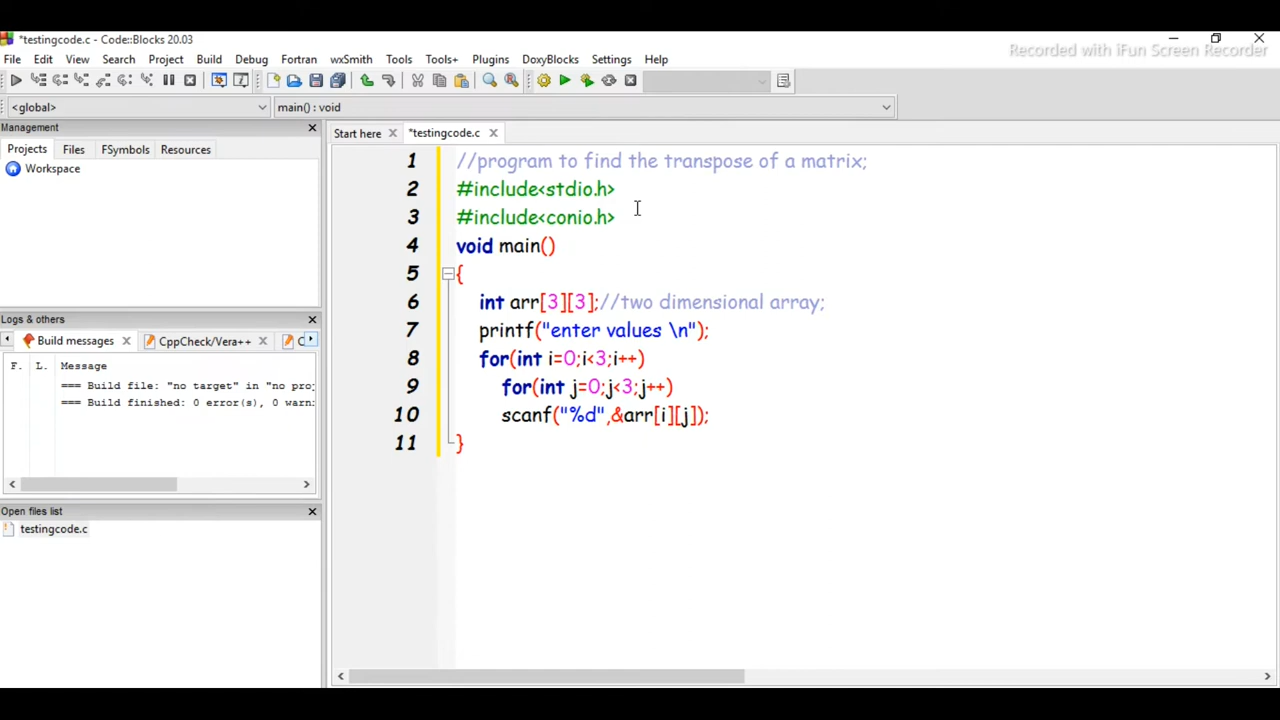 *testingcode.c - Code::Blocks 20.03
Recorded with iFun Screen Recorder
File Edit View Search Project Build Debug Fortran wxSmith Tools Tools+ Plugins DoxyBlocks Settings Help
<global> main() : void
Management
Projects Files FSymbols Resources
Workspace
Start here *testingcode.c
1 //program to find the transpose of a matrix;
2 #include<stdio.h>
3 #include<conio.h>
4 void main()
5 {
6 int arr[3][3];//two dimensional array;
7 printf("enter values \n");
8 for(int i=0;i<3;i++)
9 for(int j=0;j<3;j++)
10 scanf("%d",&arr[i][j]);
11 }
Logs & others
Build messages CppCheck/Vera++ C
F. L. Message
=== Build file: "no target" in "no proj
=== Build finished: 0 error(s), 0 warni
Open files list
testingcode.c